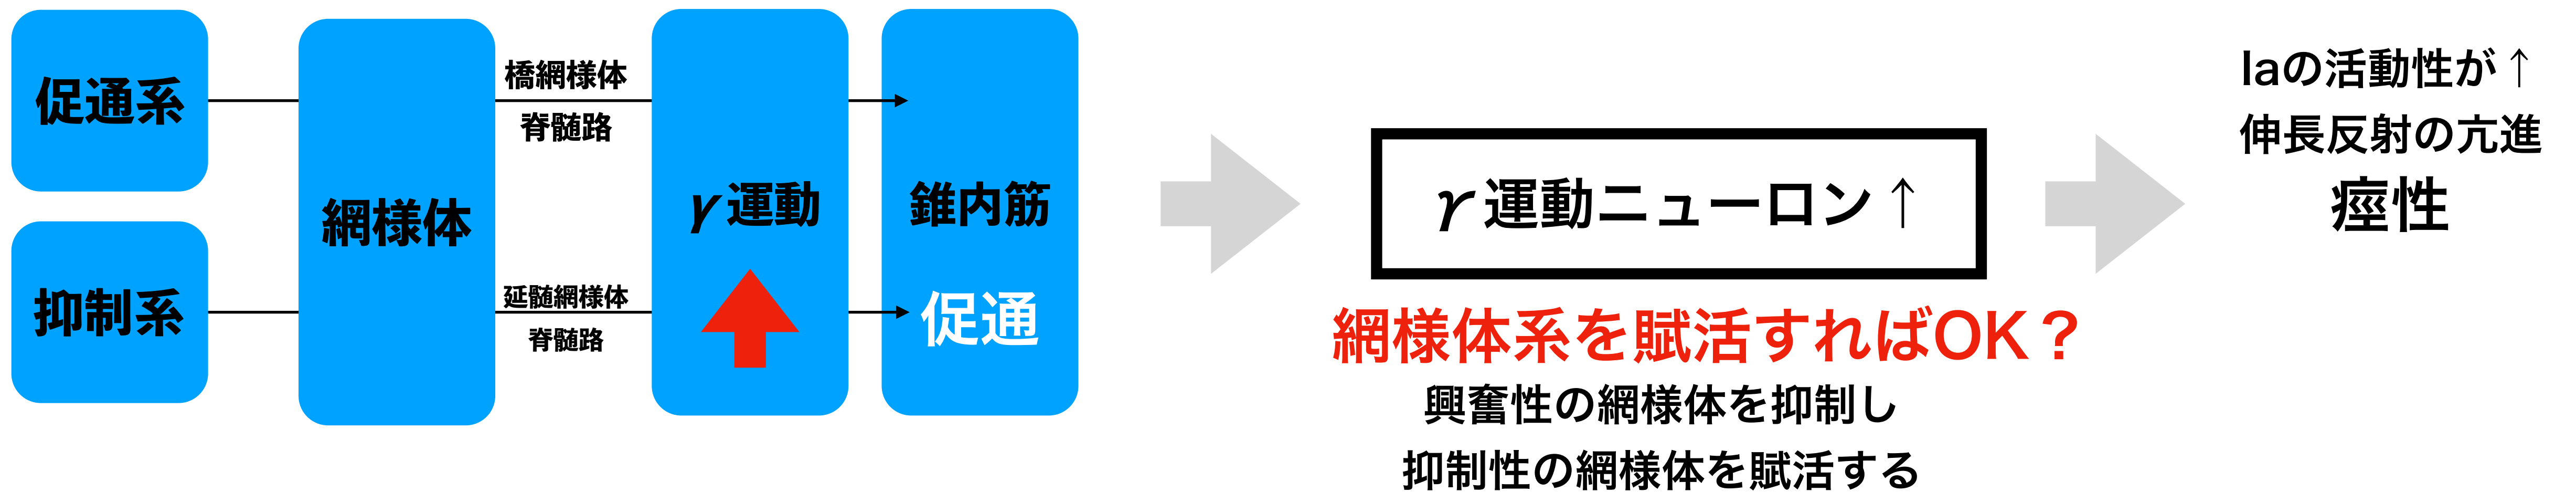 促通系
抑制系
網様体
橋網様体
脊髄路
延髄網様体
脊髄路
γ運動
錐内筋
促通
γ運動ニューロン↑
網様体系を賦活すればOK？
興奮性の網様体を抑制し
抑制性の網様体を賦活する
Iaの活動性が↑
伸長反射の亢進
痙性